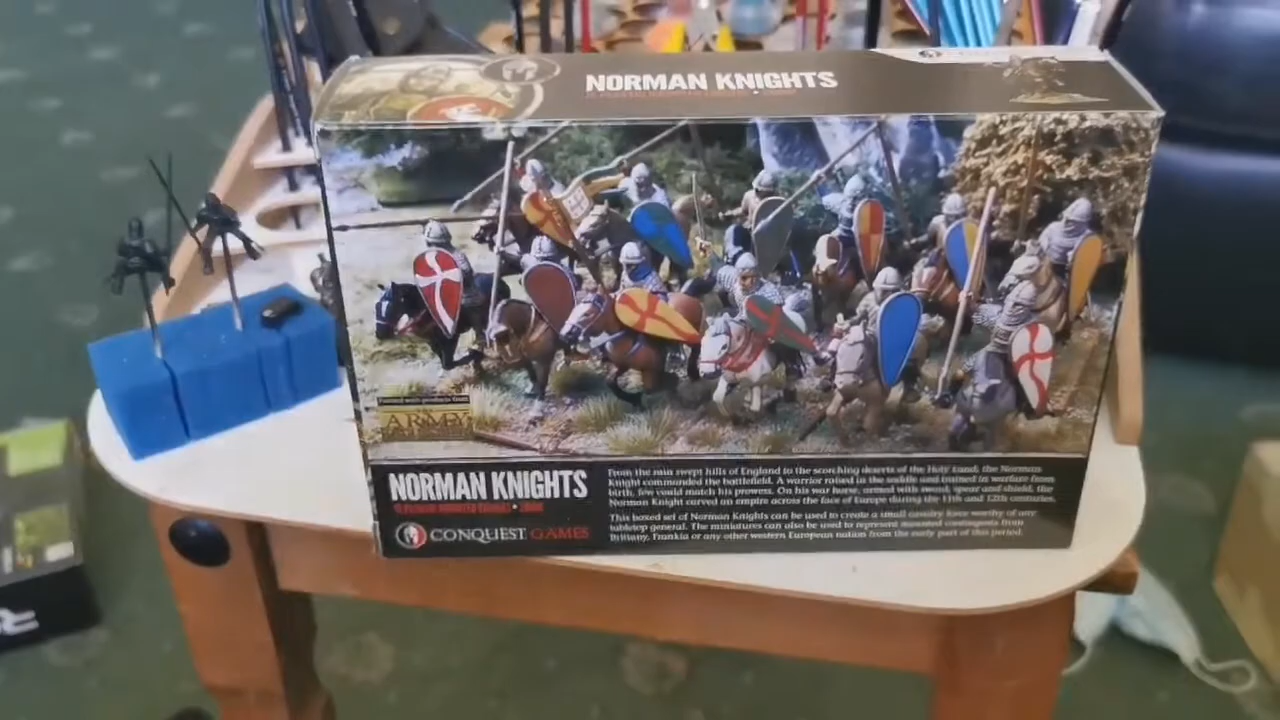 NORMAN KNIGHTS
Painted with products from
ARMY
NORMAN KNIGHTS
CONQUEST GAMES
From the rain swept hills of England to the scorching deserts of the Holy Land, the Norman
Knight commanded the battlefield. A warrior raised in the saddle and trained in warfare from
birth, few could match his prowess. On his war horse, armed with sword, spear and shield, the
Norman Knight carved an empire across the face of Europe during the 11th and 12th centuries.
This boxed set of Norman Knights can be used to create a small cavalry force worthy of any
tabletop general. The miniatures can also be used to represent mounted contingents from
Brittany, Frankia or any other western European nation from the early part of this period.